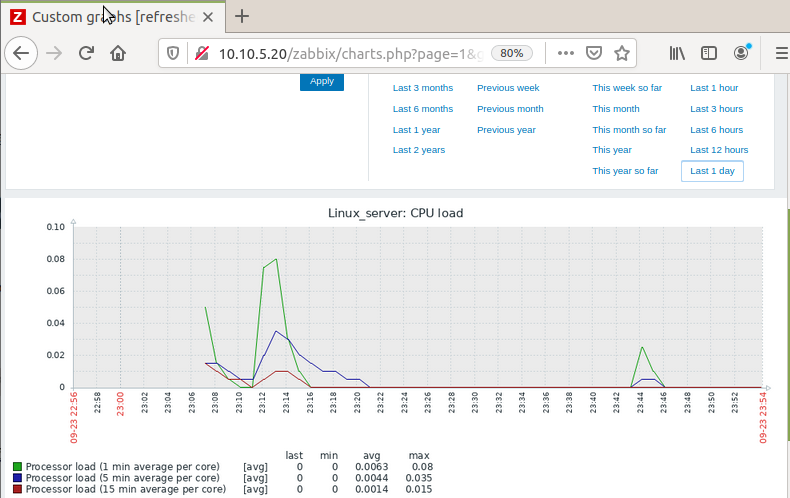 Z Custom graphs [refreshe
10.10.5.20/zabbix/charts.php?page=1&g 80%
Apply
Last 3 months Previous week This week so far Last 1 hour
Last 6 months Previous month This month Last 3 hours
Last 1 year Previous year This month so far Last 6 hours
Last 2 years This year Last 12 hours
This year so far Last 1 day
Linux_server: CPU load
0.10
0.08
0.06
0.04
0.02
0
09-23 22:56 22:58 23:00 23:02 23:04 23:06 23:08 23:10 23:12 23:14 23:16 23:18 23:20 23:22 23:24 23:26 23:28 23:30 23:32 23:34 23:36 23:38 23:40 23:42 23:44 23:46 23:48 23:50 23:52 09-23 23:54
last min avg max
Processor load (1 min average per core) [avg] 0 0 0.0063 0.08
Processor load (5 min average per core) [avg] 0 0 0.0044 0.035
Processor load (15 min average per core) [avg] 0 0 0.0014 0.015